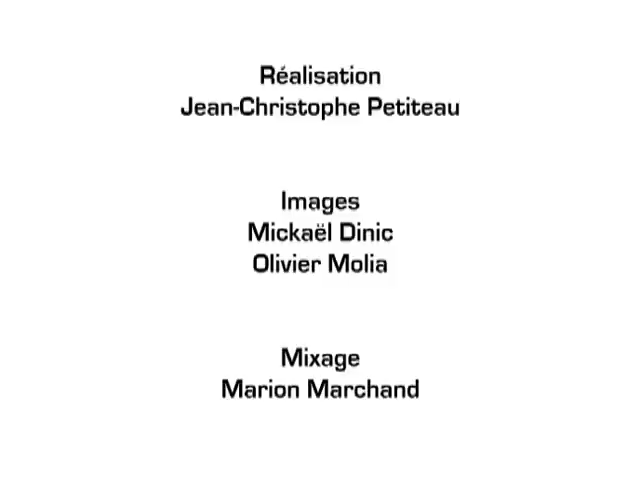 Réalisation
Jean-Christophe Petiteau
Images
Mickaël Dinic
Olivier Molia
Mixage
Marion Marchand